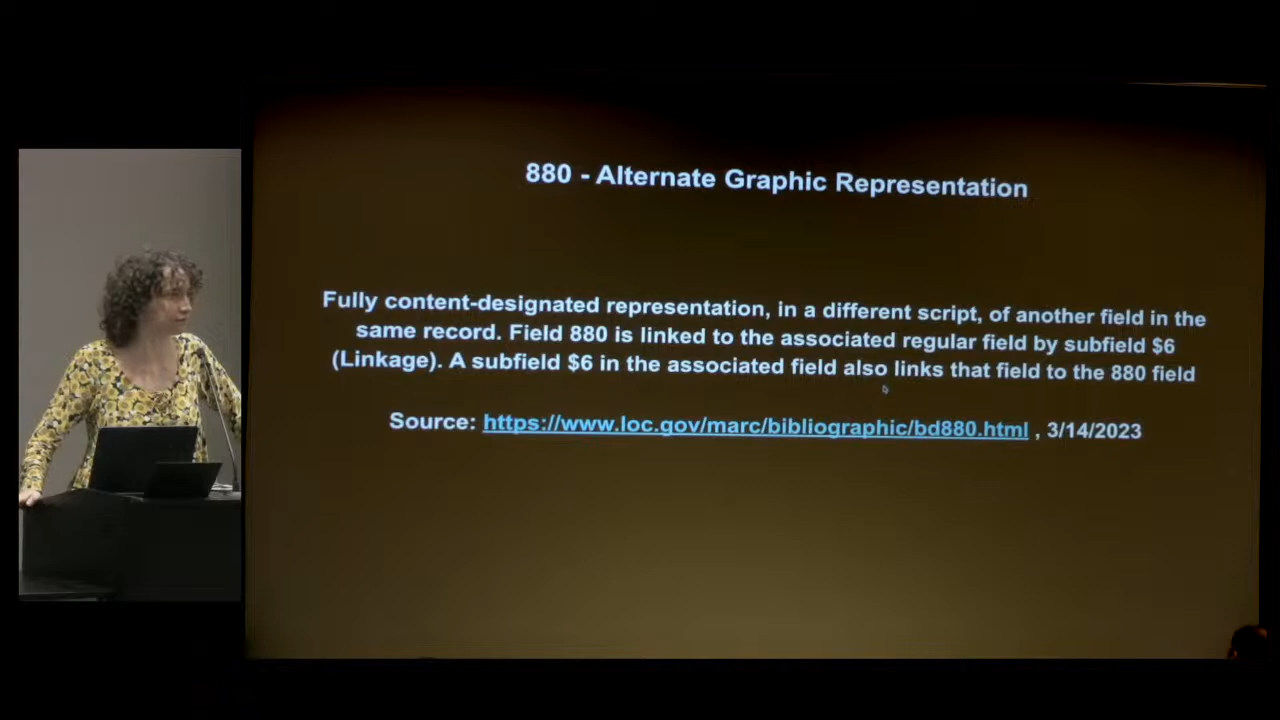 880 - Alternate Graphic Representation
Fully content-designated representation, in a different script, of another field in the
same record. Field 880 is linked to the associated regular field by subfield $6
(Linkage). A subfield $6 in the associated field also links that field to the 880 field
Source: https://www.loc.gov/marc/bibliographic/bd880.html , 3/14/2023